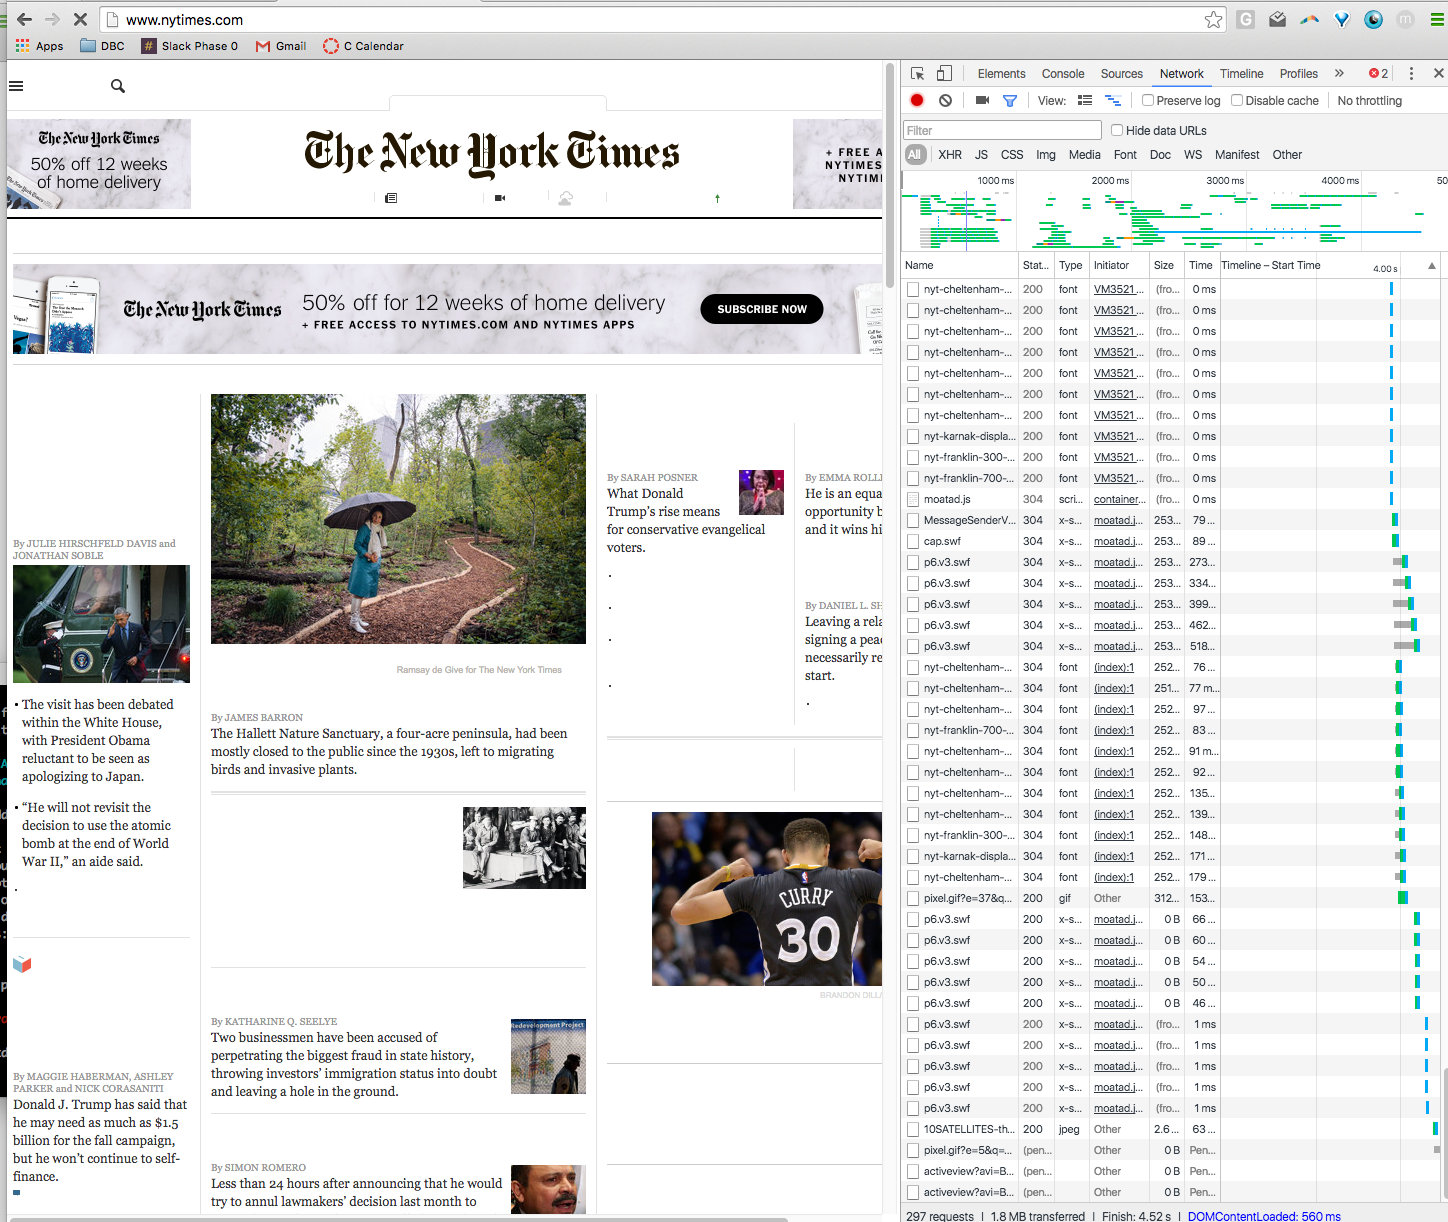 www.nytimes.com
Apps DBC # Slack Phase 0 Gmail C Calendar
The New York Times
50% off 12 weeks
of home delivery
The New York Times
+ FREE A
NYTIMES.
NYTIM
The New York Times
50% off for 12 weeks of home delivery
+ FREE ACCESS TO NYTIMES.COM AND NYTIMES APPS
SUBSCRIBE NOW
By JULIE HIRSCHFELD DAVIS and
JONATHAN SOBLE
• The visit has been debated
within the White House,
with President Obama
reluctant to be seen as
apologizing to Japan.
• “He will not revisit the
decision to use the atomic
bomb at the end of World
War II,” an aide said.
By MAGGIE HABERMAN, ASHLEY
PARKER and NICK CORASANITI
Donald J. Trump has said that
he may need as much as $1.5
billion for the fall campaign,
but he won’t continue to self-
finance.
Ramsay de Give for The New York Times
By JAMES BARRON
The Hallett Nature Sanctuary, a four-acre peninsula, had been
mostly closed to the public since the 1930s, left to migrating
birds and invasive plants.
By KATHARINE Q. SEELYE
Two businessmen have been accused of
perpetrating the biggest fraud in state history,
throwing investors’ immigration status into doubt
and leaving a hole in the ground.
Redevelopment Project
By SIMON ROMERO
Less than 24 hours after announcing that he would
try to annul lawmakers’ decision last month to
By SARAH POSNER
What Donald
Trump’s rise means
for conservative evangelical
voters.
By EMMA ROLL
He is an equa
opportunity b
and it wins hi
By DANIEL L. SH
Leaving a rela
signing a peac
necessarily re
start.
CURRY
30
BRANDON DILL/
Elements Console Sources Network Timeline Profiles » 2
View: Preserve log Disable cache No throttling
Filter Hide data URLs
All XHR JS CSS Img Media Font Doc WS Manifest Other
1000 ms 2000 ms 3000 ms 4000 ms 50
Name Stat... Type Initiator Size Time Timeline – Start Time 4.00 s
nyt-cheltenham-... 200 font VM3521... (fro... 0 ms
nyt-cheltenham-... 200 font VM3521... (fro... 0 ms
nyt-cheltenham-... 200 font VM3521... (fro... 0 ms
nyt-cheltenham-... 200 font VM3521... (fro... 0 ms
nyt-cheltenham-... 200 font VM3521... (fro... 0 ms
nyt-cheltenham-... 200 font VM3521... (fro... 0 ms
nyt-cheltenham-... 200 font VM3521... (fro... 0 ms
nyt-karnak-displa... 200 font VM3521... (fro... 0 ms
nyt-franklin-300-... 200 font VM3521... (fro... 0 ms
nyt-franklin-700-... 200 font VM3521... (fro... 0 ms
moatad.js 304 scri... container... (fro... 0 ms
MessageSenderV... 304 x-s... moatad.j... 253... 79 ...
cap.swf 304 x-s... moatad.j... 253... 89 ...
p6.v3.swf 304 x-s... moatad.j... 253... 273...
p6.v3.swf 304 x-s... moatad.j... 253... 334...
p6.v3.swf 304 x-s... moatad.j... 253... 399...
p6.v3.swf 304 x-s... moatad.j... 253... 462...
p6.v3.swf 304 x-s... moatad.j... 253... 518...
nyt-cheltenham-... 304 font (index):1 252... 76 ...
nyt-cheltenham-... 304 font (index):1 251... 77 m...
nyt-cheltenham-... 304 font (index):1 252... 97 ...
nyt-franklin-700-... 304 font (index):1 252... 83 ...
nyt-cheltenham-... 304 font (index):1 252... 91 m...
nyt-cheltenham-... 304 font (index):1 252... 92...
nyt-cheltenham-... 304 font (index):1 252... 135...
nyt-cheltenham-... 304 font (index):1 252... 139...
nyt-franklin-300-... 304 font (index):1 252... 148...
nyt-karnak-displa... 304 font (index):1 252... 171...
nyt-cheltenham-... 304 font (index):1 252... 179...
pixel.gif?e=37&q... 200 gif Other 312... 153...
p6.v3.swf 200 x-s... moatad.j... 0 B 66 ...
p6.v3.swf 200 x-s... moatad.j... 0 B 60 ...
p6.v3.swf 200 x-s... moatad.j... 0 B 54 ...
p6.v3.swf 200 x-s... moatad.j... 0 B 50 ...
p6.v3.swf 200 x-s... moatad.j... 0 B 46 ...
p6.v3.swf 200 x-s... moatad.j... (fro... 1 ms
p6.v3.swf 200 x-s... moatad.j... (fro... 1 ms
p6.v3.swf 200 x-s... moatad.j... (fro... 1 ms
p6.v3.swf 200 x-s... moatad.j... (fro... 1 ms
p6.v3.swf 200 x-s... moatad.j... (fro... 1 ms
10SATELLITES-th... 200 jpeg Other 2.6 ... 63 ...
pixel.gif?e=5&q=... (pen... Other 0 B Pen...
activeview?avi=B... (pen... Other 0 B Pen...
activeview?avi=B... (pen... Other 0 B Pen...
297 requests | 1.8 MB transferred | Finish: 4.52 s | DOMContentLoaded: 560 ms